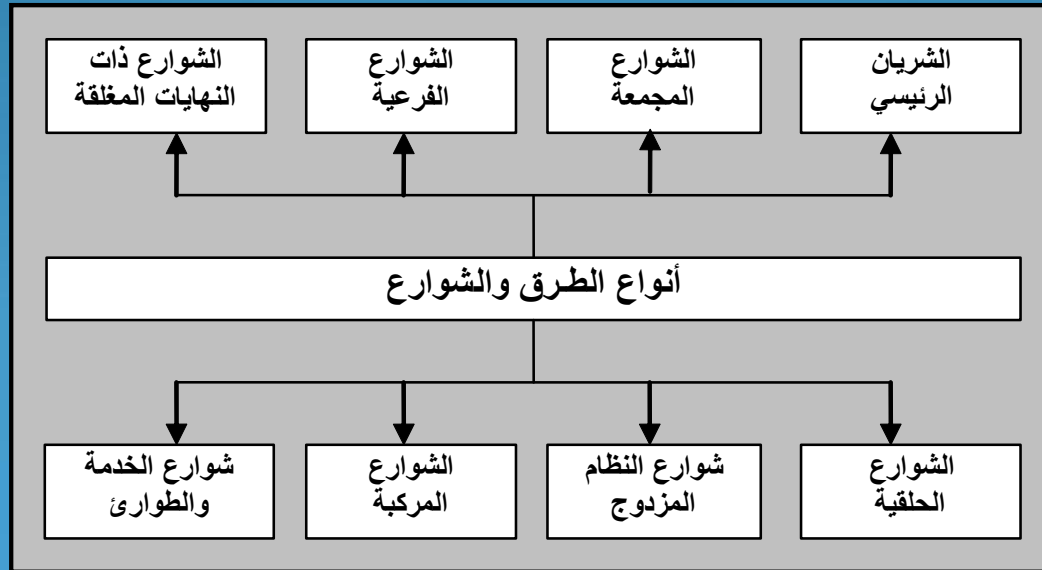 الشريان
الرئيسي
الشوارع
المجمعة
الشوارع
الفرعية
الشوارع ذات
النهايات المغلقة
أنواع الطرق والشوارع
الشوارع
الحلقية
شوارع النظام
المزدوج
الشوارع
المركبة
شوارع الخدمة
والطوارئ